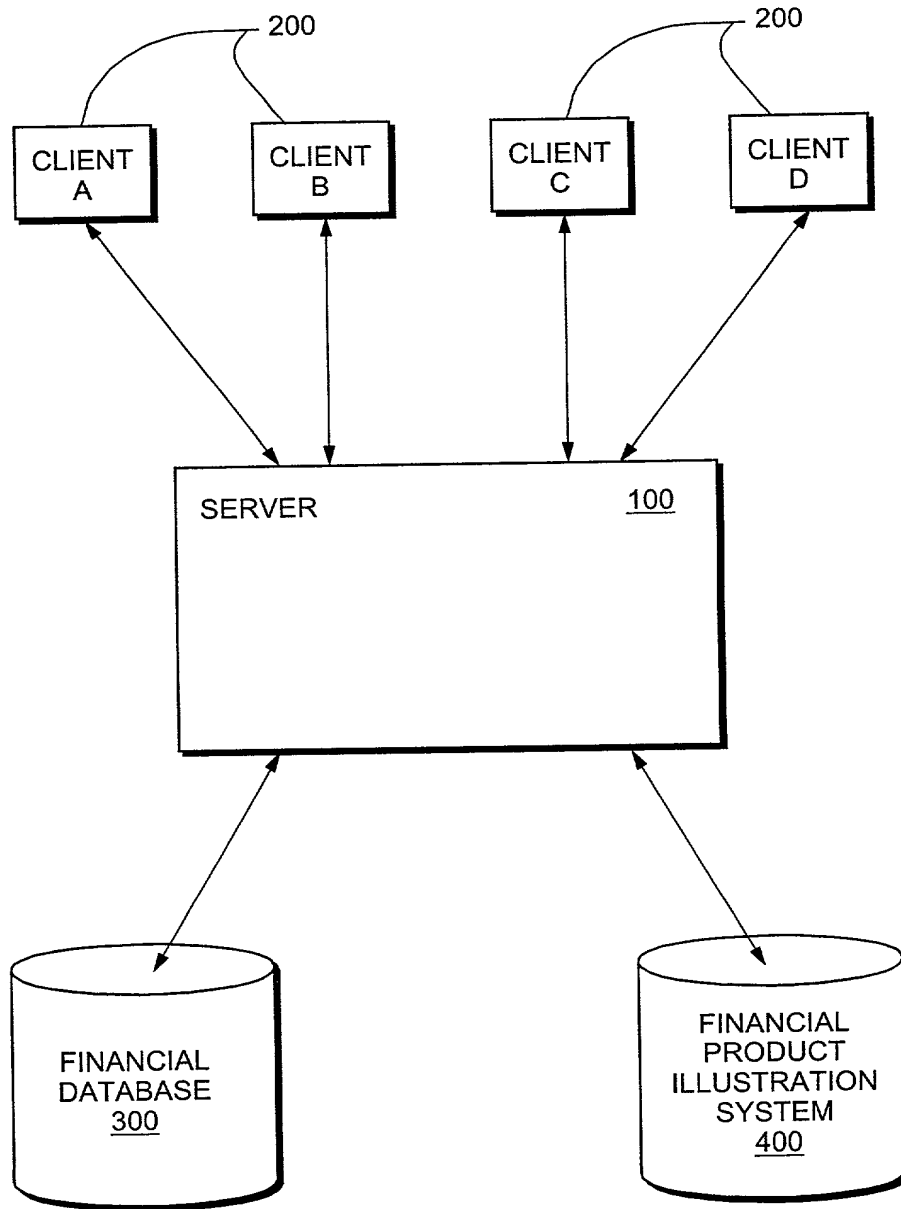 200
200
CLIENT
A
CLIENT
B
CLIENT
C
CLIENT
D
SERVER
100
FINANCIAL
DATABASE
300
FINANCIAL
PRODUCT
ILLUSTRATION
SYSTEM
400